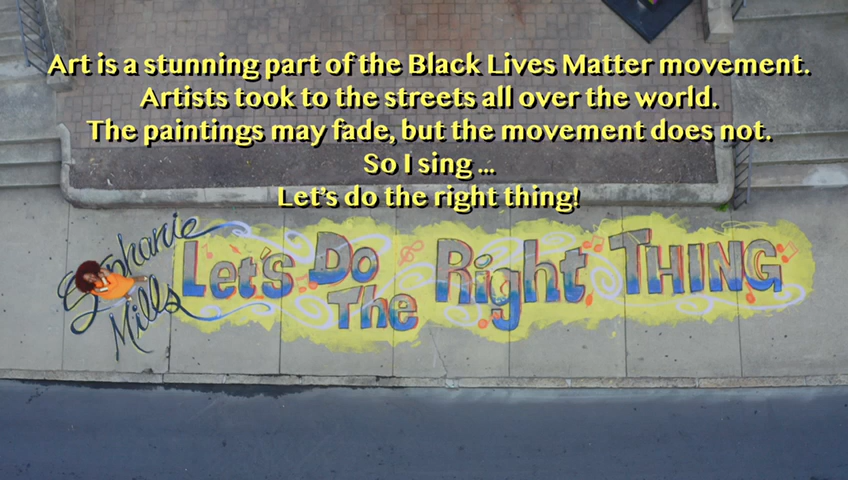 Art is a stunning part of the Black Lives Matter movement.
Artists took to the streets all over the world.
The paintings may fade, but the movement does not.
So I sing ...
Let's do the right thing!
Stephanie
Mills
Let's Do
The Right THING